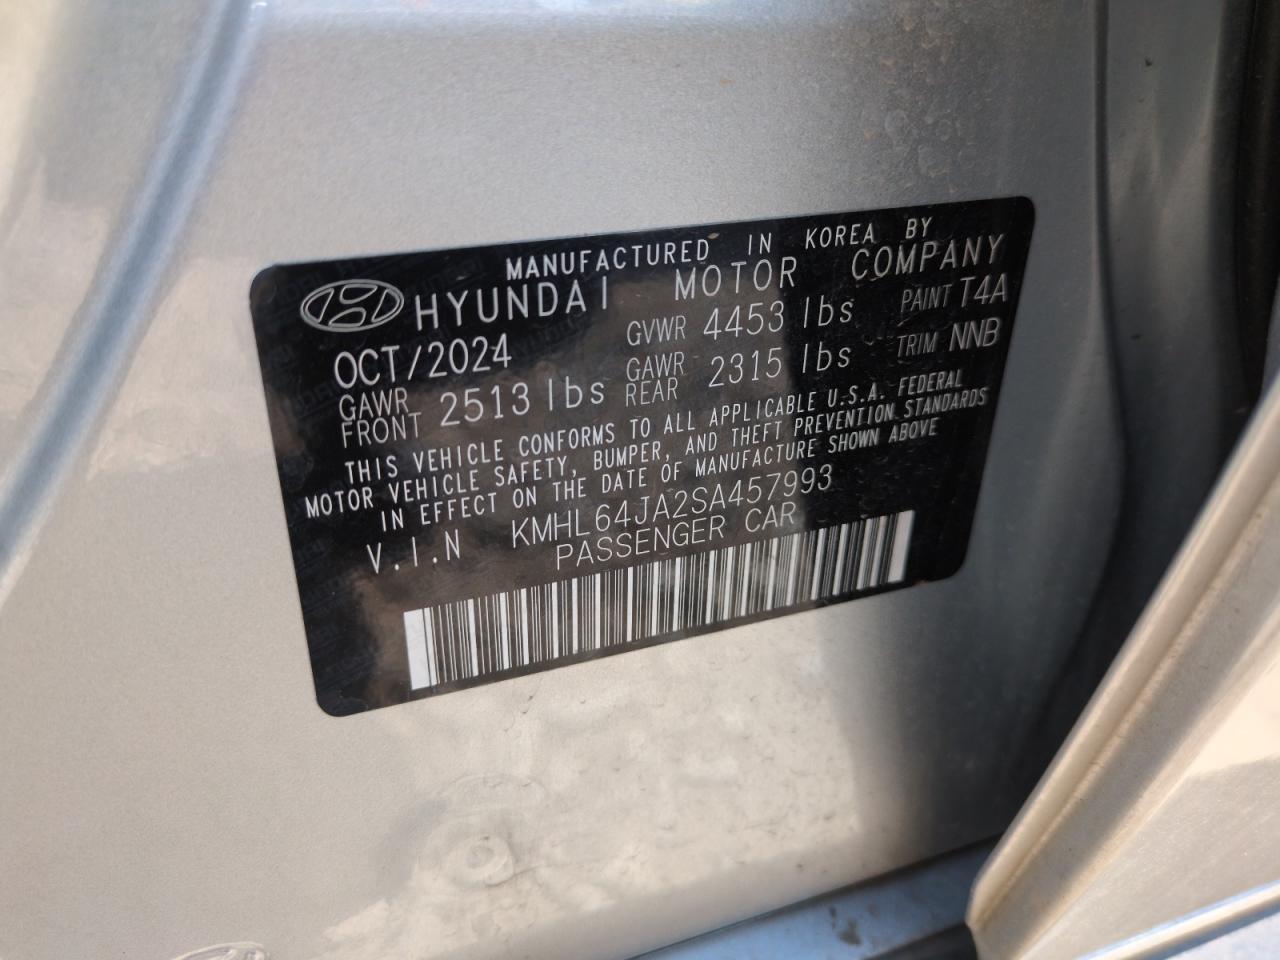 MANUFACTURED IN KOREA BY
HYUNDAI MOTOR COMPANY
OCT/2024 GVWR 4453 lbs PAINT T4A
GAWR FRONT 2513 lbs GAWR REAR 2315 lbs TRIM NNB
THIS VEHICLE CONFORMS TO ALL APPLICABLE U.S.A. FEDERAL
MOTOR VEHICLE SAFETY, BUMPER, AND THEFT PREVENTION STANDARDS
IN EFFECT ON THE DATE OF MANUFACTURE SHOWN ABOVE
V.I.N KMHL64JA2SA457993
PASSENGER CAR